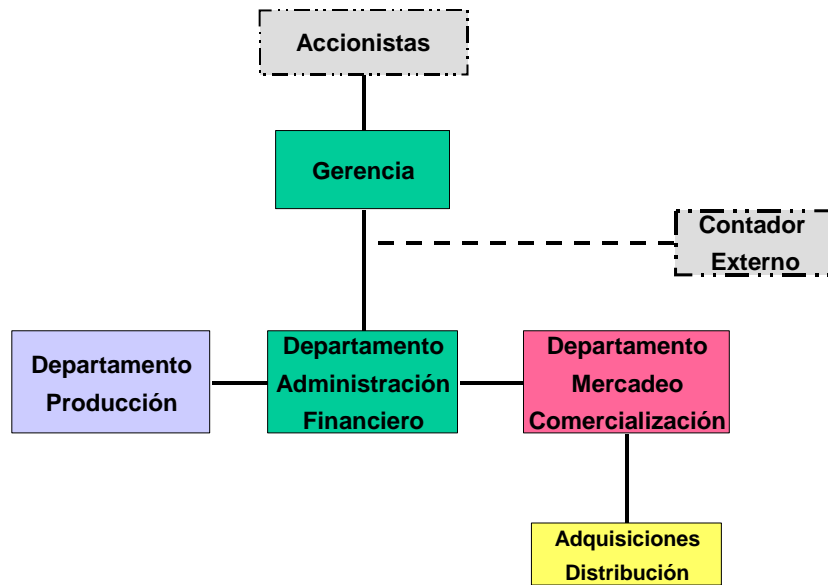 Accionistas
Gerencia
Contador
Externo
Departamento
Producción
Departamento
Administración
Financiero
Departamento
Mercadeo
Comercialización
Adquisiciones
Distribución